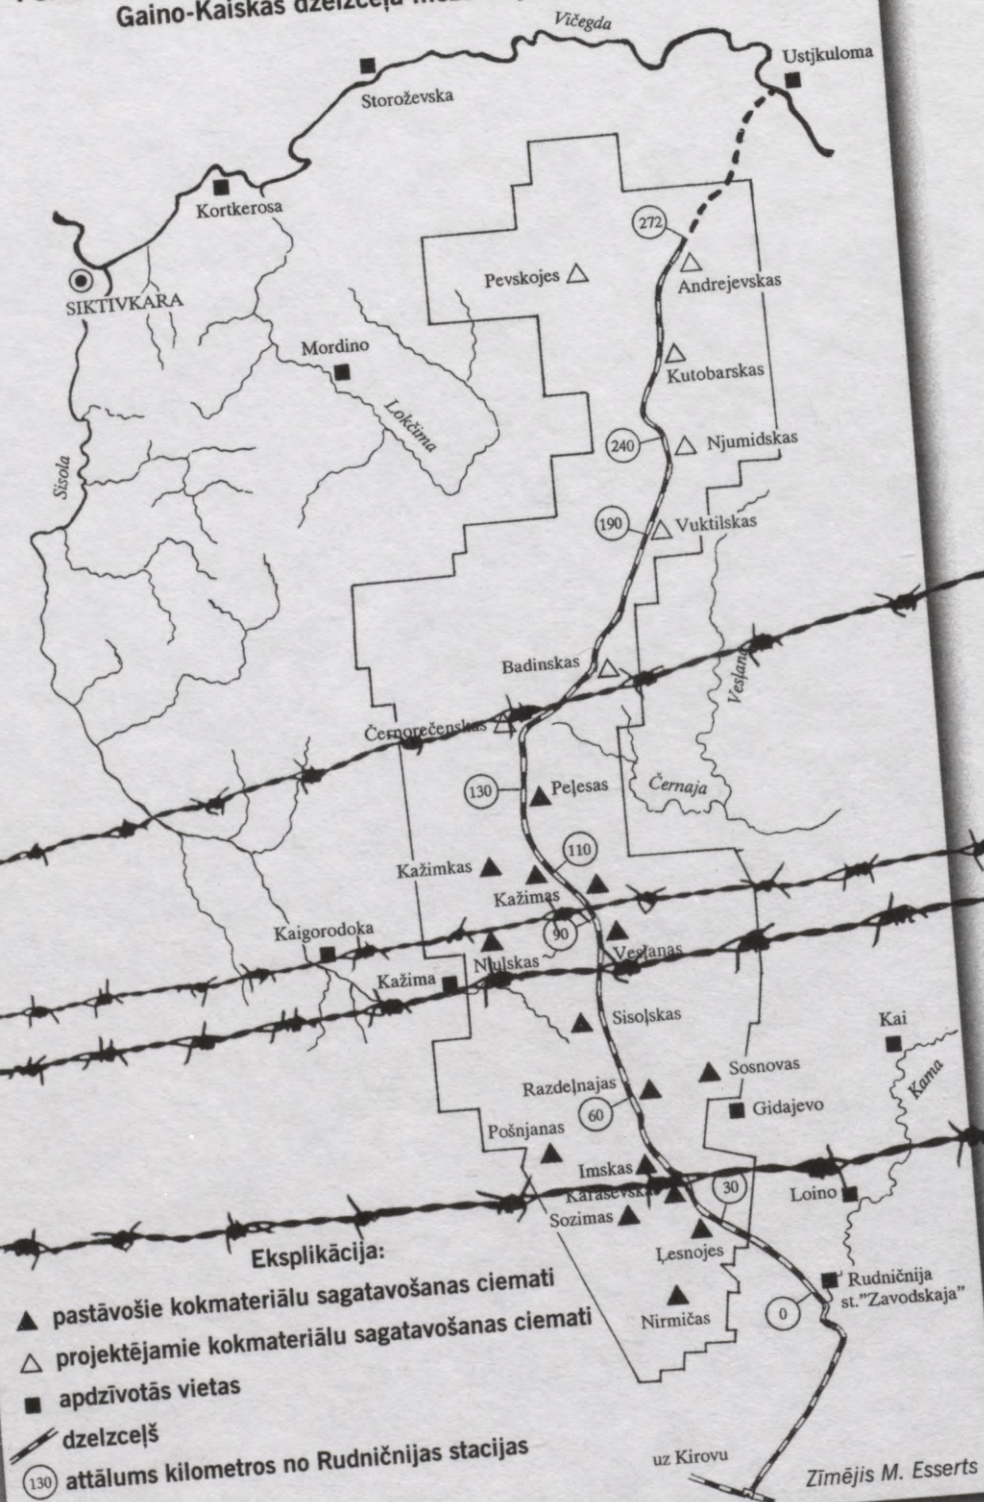 Gaino-Kaiskas dzelzceļa
Vičegda
Ustjkuloma
Storoževska
Kortkerosa
272
SIKTIVKARA
Pevskojes
Andrejevskas
Mordino
Kutobarskas
Lokčima
240
Njumidskas
Sisola
190
Vuktilskas
Badinskas
Vesļana
Černorečenskas
130
Peļesas
Černaja
110
Kažimkas
Kažimas
90
Kaigorodoka
Vesļanas
Njuļskas
Kažima
Sisoļskas
Kai
Sosnovas
Kama
Razdeļnajas
60
Gidajevo
Pošnjanas
Imskas
30
Karaševskas
Loino
Sozimas
Ļesnojes
Rudničnija
st."Zavodskaja"
0
Nirmičas
Eksplikācija:
pastāvošie kokmateriālu sagatavošanas ciemati
projektējamie kokmateriālu sagatavošanas ciemati
apdzīvotās vietas
dzelzceļš
130 attālums kilometros no Rudničnijas stacijas
uz Kirovu
Zīmējis M. Esserts